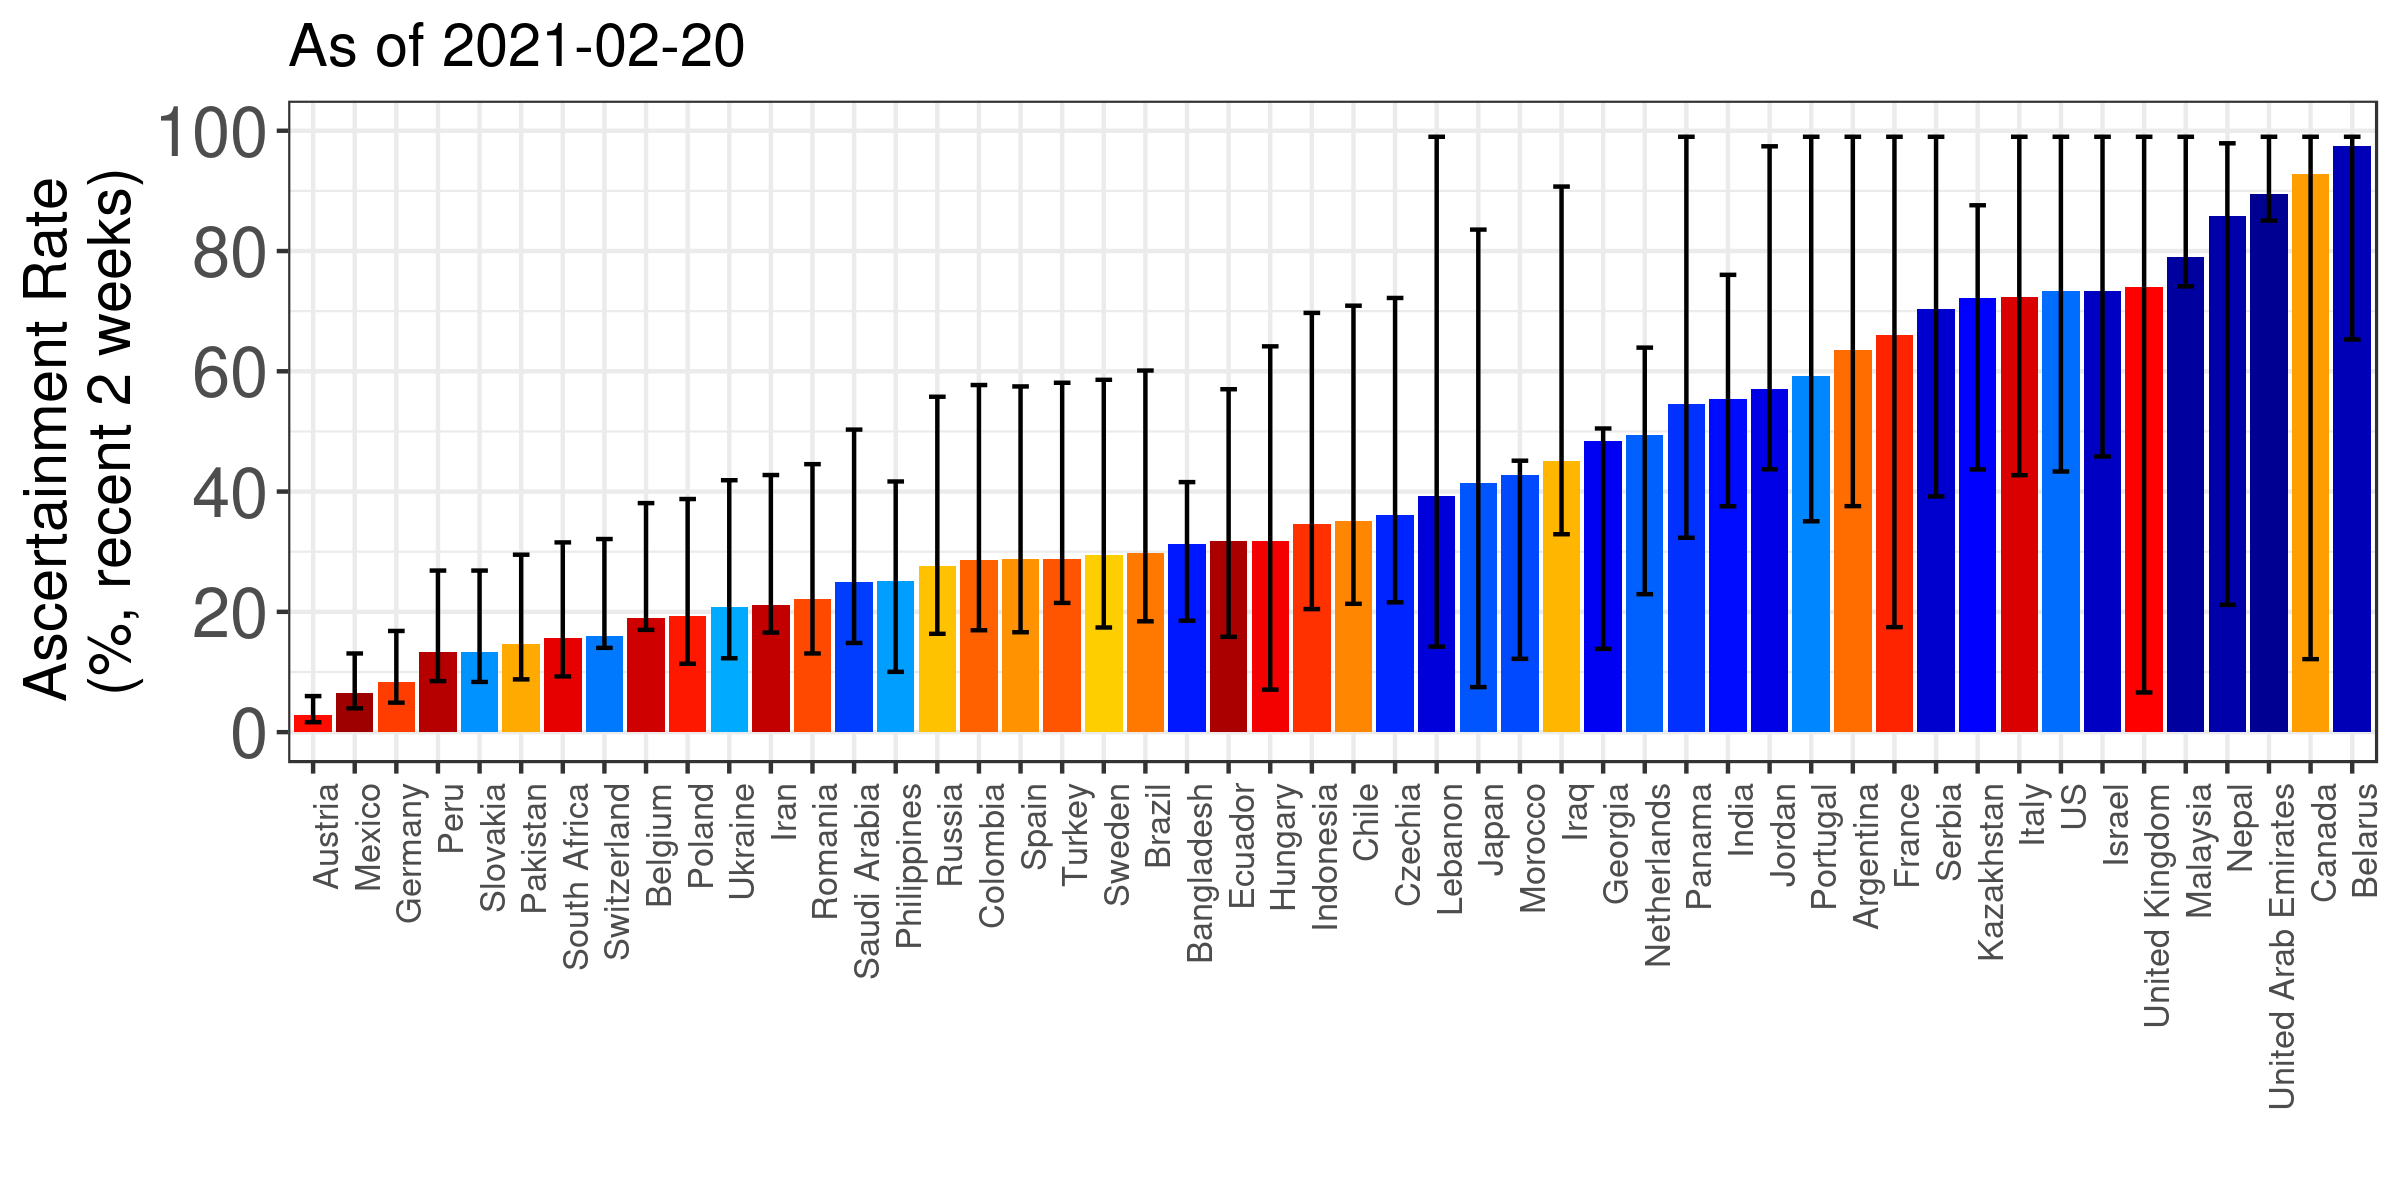 As of 2021-02-20
Ascertainment Rate
(%, recent 2 weeks)
100
80
60
40
20
0
Austria
Mexico
Germany
Peru
Slovakia
Pakistan
South Africa
Switzerland
Belgium
Poland
Ukraine
Iran
Romania
Saudi Arabia
Philippines
Russia
Colombia
Spain
Turkey
Sweden
Brazil
Bangladesh
Ecuador
Hungary
Indonesia
Chile
Czechia
Lebanon
Japan
Morocco
Iraq
Georgia
Netherlands
Panama
India
Jordan
Portugal
Argentina
France
Serbia
Kazakhstan
Italy
US
Israel
United Kingdom
Malaysia
Nepal
United Arab Emirates
Canada
Belarus